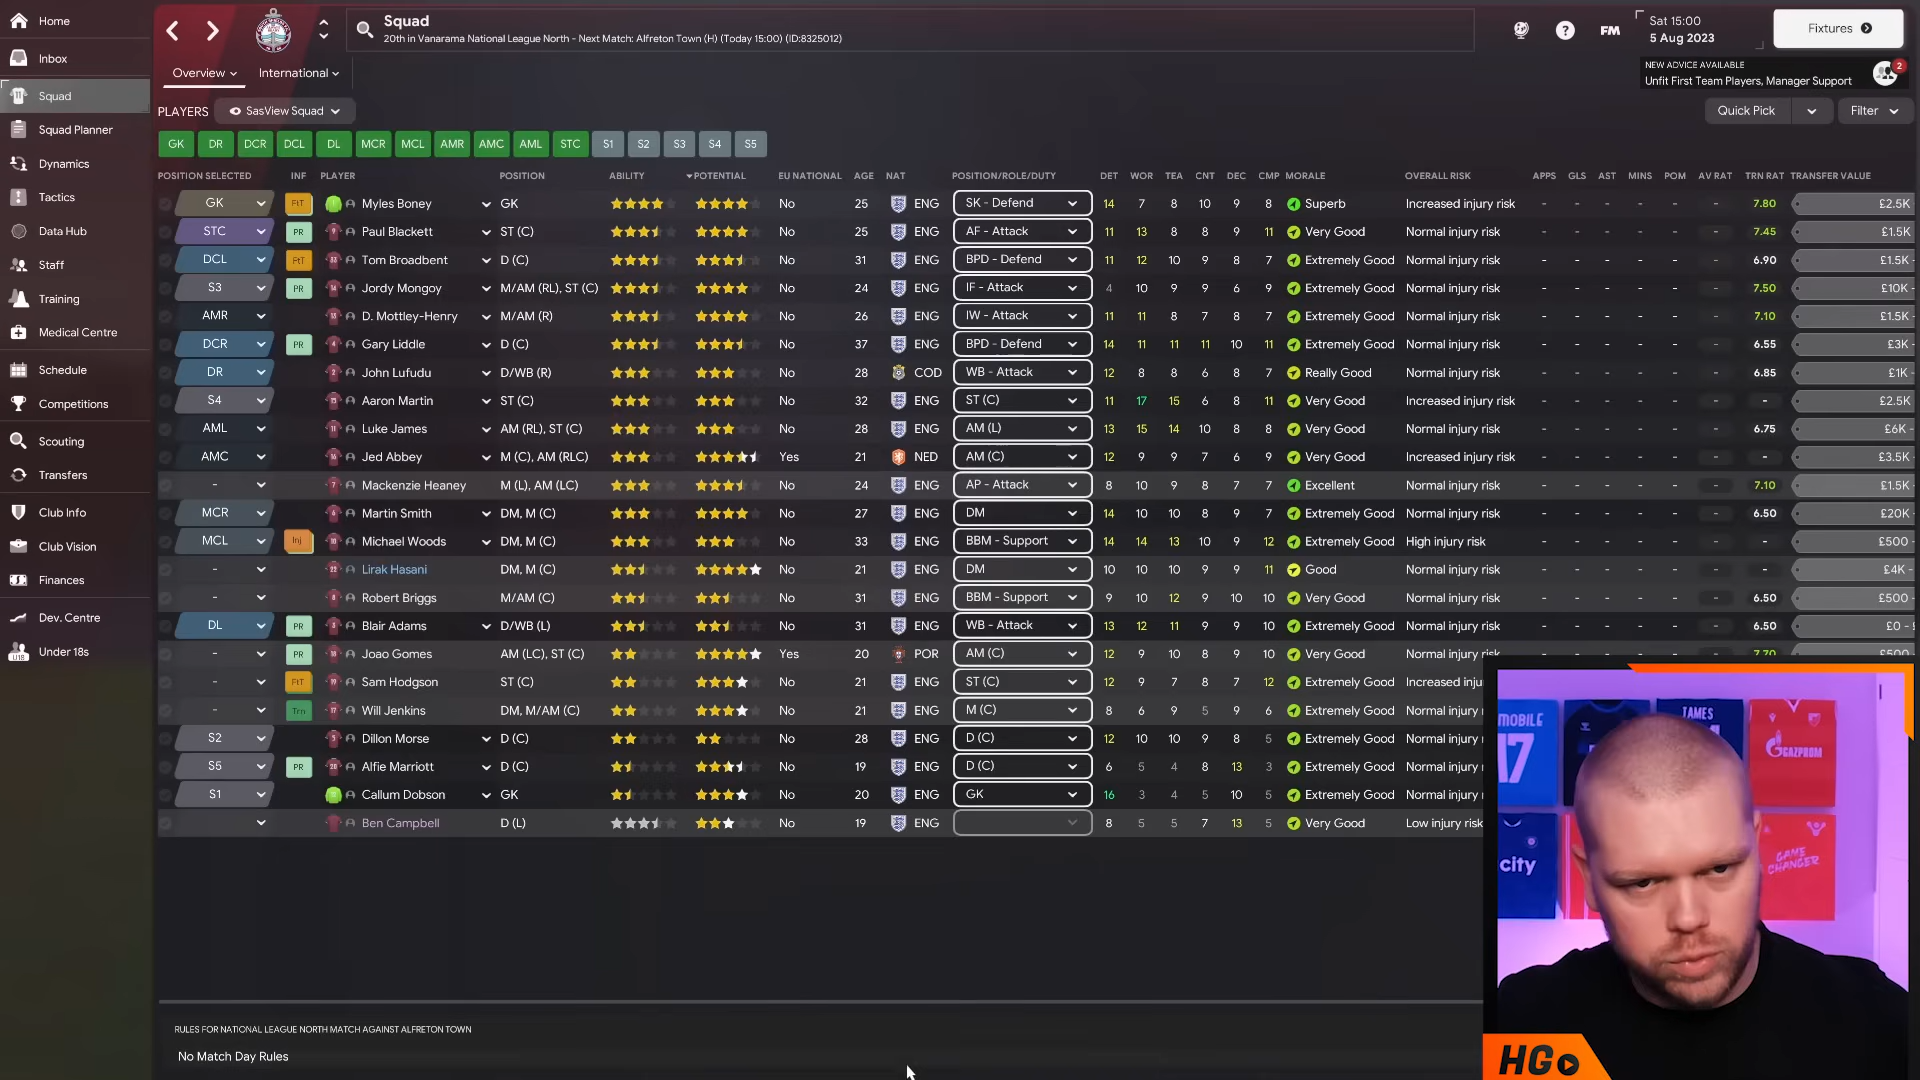 Home
Inbox
Squad
Squad Planner
Dynamics
Tactics
Data Hub
Staff
Training
Medical Centre
Schedule
Competitions
Scouting
Transfers
Club Info
Club Vision
Finances
Dev. Centre
Under 18s
Squad
20th in Vanarama National League North - Next Match: Alfreton Town (H) (Today 15:00) (ID:8325012)
FM
Sat 15:00
5 Aug 2023
Fixtures
NEW ADVICE AVAILABLE
Unfit First Team Players, Manager Support
2
Overview International
PLAYERS SasView Squad
Quick Pick Filter
GK DR DCR DCL DL MCR MCL AMR AMC AML STC S1 S2 S3 S4 S5
POSITION SELECTED INF PLAYER POSITION ABILITY POTENTIAL EU NATIONAL AGE NAT POSITION/ROLE/DUTY DET WOR TEA CNT DEC CMP MORALE OVERALL RISK APPS GLS AST MINS POM AV RAT TRN RAT TRANSFER VALUE
GK FtT Myles Boney GK No 25 ENG SK - Defend 14 7 8 10 9 8 Superb Increased injury risk - - - - - - 7.80 £2.5K
STC PR Paul Blackett ST (C) No 25 ENG AF - Attack 11 13 8 8 9 11 Very Good Normal injury risk - - - - - - 7.45 £1.5K
DCL FtT Tom Broadbent D (C) No 31 ENG BPD - Defend 11 12 10 9 8 7 Extremely Good Normal injury risk - - - - - - 6.90 £1.5K -
S3 PR Jordy Mongoy M/AM (RL), ST (C) No 24 ENG IF - Attack 4 10 9 9 6 9 Extremely Good Normal injury risk - - - - - - 7.50 £10K -
AMR D. Mottley-Henry M/AM (R) No 26 ENG IW - Attack 11 11 8 7 8 7 Extremely Good Normal injury risk - - - - - - 7.10 £1.5K -
DCR PR Gary Liddle D (C) No 37 ENG BPD - Defend 14 11 11 11 10 11 Extremely Good Normal injury risk - - - - - - 6.55 £3K -
DR John Lufudu D/WB (R) No 28 COD WB - Attack 12 8 8 6 8 7 Really Good Normal injury risk - - - - - - 6.85 £1K -
S4 Aaron Martin ST (C) No 32 ENG ST (C) 11 17 15 6 8 11 Very Good Increased injury risk - - - - - - - £2.5K
AML Luke James AM (RL), ST (C) No 28 ENG AM (L) 13 15 14 10 8 8 Very Good Normal injury risk - - - - - - 6.75 £6K -
AMC Jed Abbey M (C), AM (RLC) Yes 21 NED AM (C) 12 9 9 7 6 9 Very Good Increased injury risk - - - - - - - £3.5K
- Mackenzie Heaney M (L), AM (LC) No 24 ENG AP - Attack 8 10 9 8 7 7 Excellent Normal injury risk - - - - - - 7.10 £1.5K -
MCR Martin Smith DM, M (C) No 27 ENG DM 14 10 10 8 9 7 Extremely Good Normal injury risk - - - - - - 6.50 £20K
MCL Inj Michael Woods DM, M (C) No 33 ENG BBM - Support 14 14 13 10 9 12 Extremely Good High injury risk - - - - - - - £500 -
- Lirak Hasani DM, M (C) No 21 ENG DM 10 10 10 9 9 11 Good Normal injury risk - - - - - - - £4K -
- Robert Briggs M/AM (C) No 31 ENG BBM - Support 9 10 12 9 10 10 Very Good Normal injury risk - - - - - - 6.50 £500 -
DL PR Blair Adams D/WB (L) No 31 ENG WB - Attack 13 12 11 9 9 10 Extremely Good Normal injury risk - - - - - - 6.50 £0 -
- PR Joao Gomes AM (LC), ST (C) Yes 20 POR AM (C) 12 9 10 8 9 10 Very Good Normal injury risk - - - - - - 7.70 £500
- FtT Sam Hodgson ST (C) No 21 ENG ST (C) 12 9 7 8 7 12 Extremely Good Increased inju
- Trn Will Jenkins DM, M/AM (C) No 21 ENG M (C) 8 6 9 5 9 6 Extremely Good Normal injury
S2 Dillon Morse D (C) No 28 ENG D (C) 12 10 10 9 8 5 Extremely Good Normal injury
S5 PR Alfie Marriott D (C) No 19 ENG D (C) 6 5 4 8 13 3 Extremely Good Normal injury
S1 Callum Dobson GK No 20 ENG GK 16 3 4 5 10 5 Extremely Good Normal injury
Ben Campbell D (L) No 19 ENG 8 5 5 7 13 5 Very Good Low injury risk
RULES FOR NATIONAL LEAGUE NORTH MATCH AGAINST ALFRETON TOWN
No Match Day Rules
MOBILE
17
JAMES
GAZPROM
city
GAME
CHANGER
HG